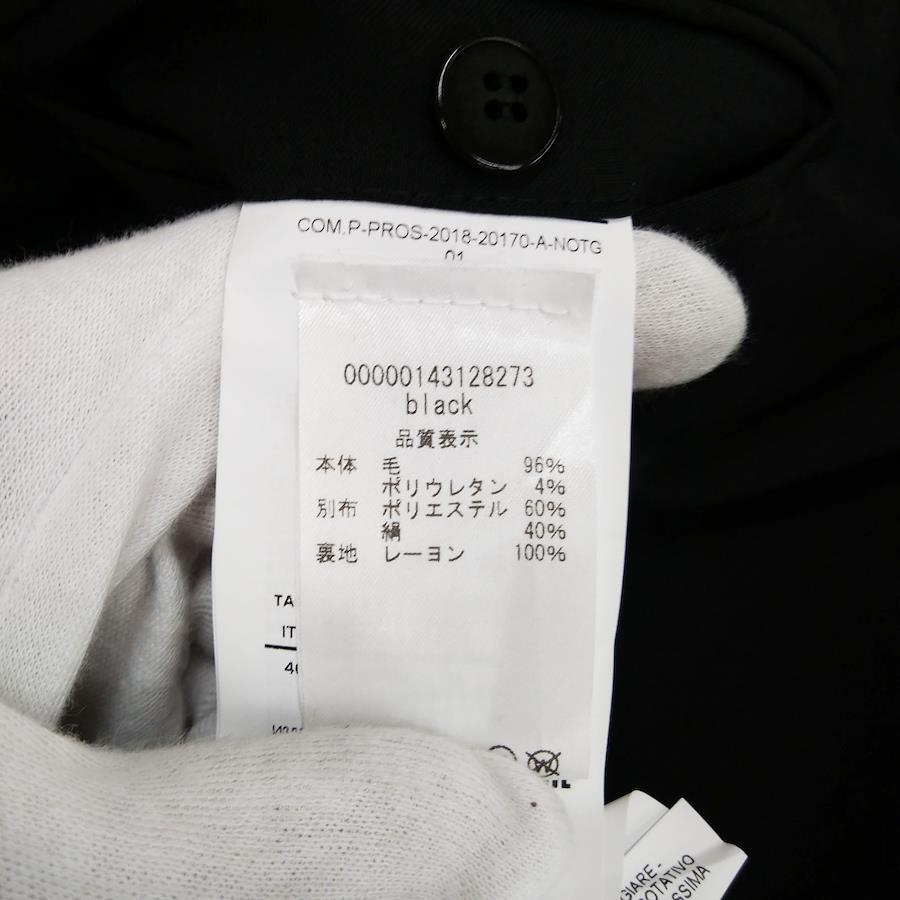 COM.P-PROS-2018-20170-A-NOTG
01
00000143128273
black
品質表示
本体 毛 96%
ポリウレタン 4%
別布 ポリエステル 60%
絹 40%
裏地 レーヨン 100%
TA
IT
W